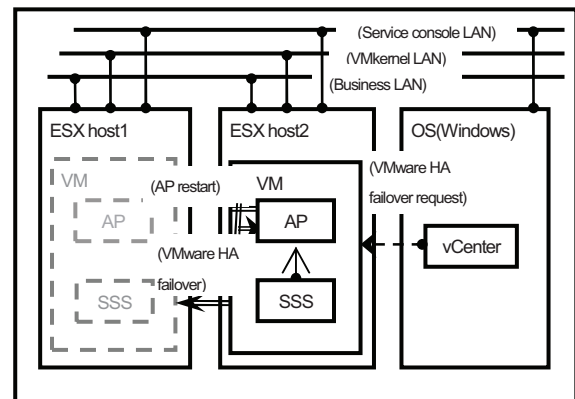 (Service console LAN)
(VMkernel LAN)
(Business LAN)
ESX host1
ESX host2
OS(Windows)
VM
(AP restart)
VM
(VMware HA
failover request)
AP
AP
vCenter
(VMware HA
failover)
SSS
SSS